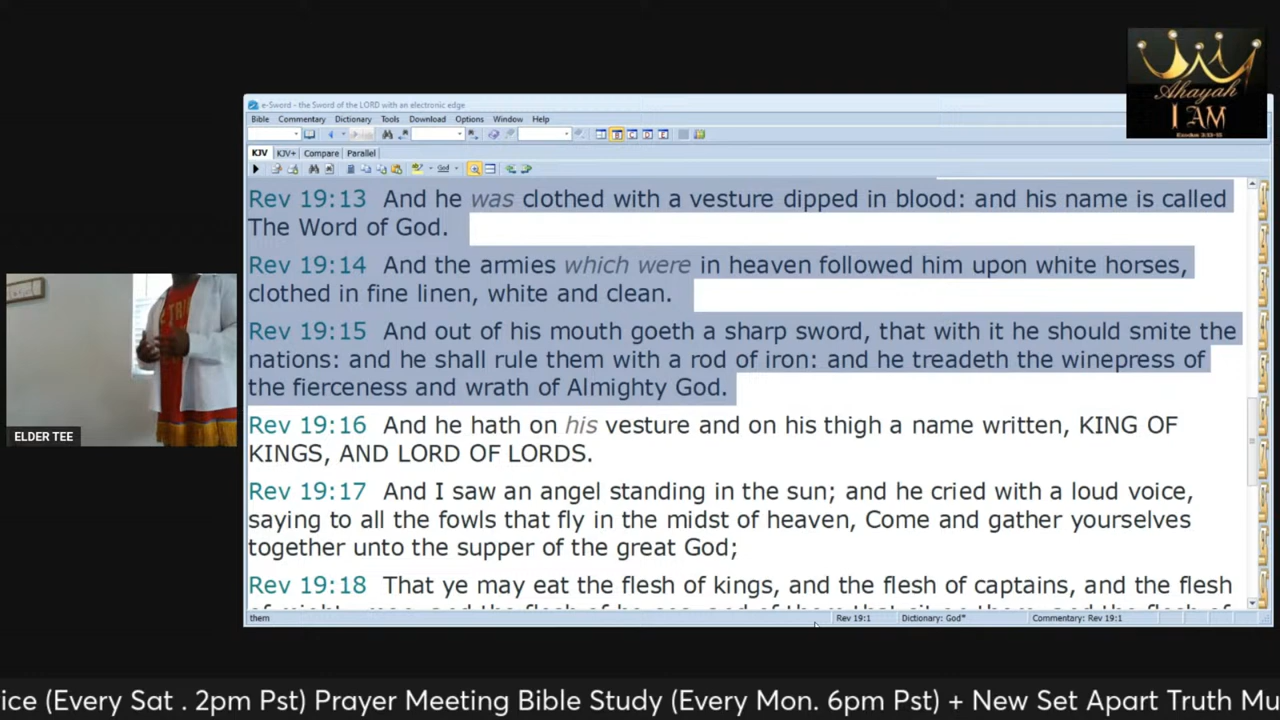 Ahayah
I AM
Exodus 3:13-15
e-Sword - the Sword of the LORD with an electronic edge
Bible Commentary Dictionary Tools Download Options Window Help
KJV KJV+ Compare Parallel
God
Rev 19:13 And he was clothed with a vesture dipped in blood: and his name is called
The Word of God.
Rev 19:14 And the armies which were in heaven followed him upon white horses,
clothed in fine linen, white and clean.
Rev 19:15 And out of his mouth goeth a sharp sword, that with it he should smite the
nations: and he shall rule them with a rod of iron: and he treadeth the winepress of
the fierceness and wrath of Almighty God.
Rev 19:16 And he hath on his vesture and on his thigh a name written, KING OF
KINGS, AND LORD OF LORDS.
Rev 19:17 And I saw an angel standing in the sun; and he cried with a loud voice,
saying to all the fowls that fly in the midst of heaven, Come and gather yourselves
together unto the supper of the great God;
Rev 19:18 That ye may eat the flesh of kings, and the flesh of captains, and the flesh
them Rev 19:1 Dictionary: God* Commentary: Rev 19:1
ELDER TEE
ice (Every Sat . 2pm Pst) Prayer Meeting Bible Study (Every Mon. 6pm Pst) + New Set Apart Truth Mu